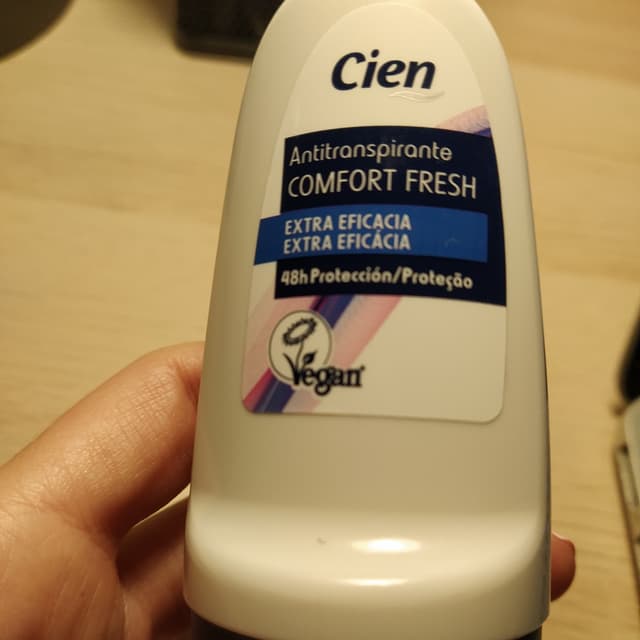 Cien
Antitranspirante
COMFORT FRESH
EXTRA EFICACIA
EXTRA EFICÁCIA
48h Protección/Proteção
Vegan